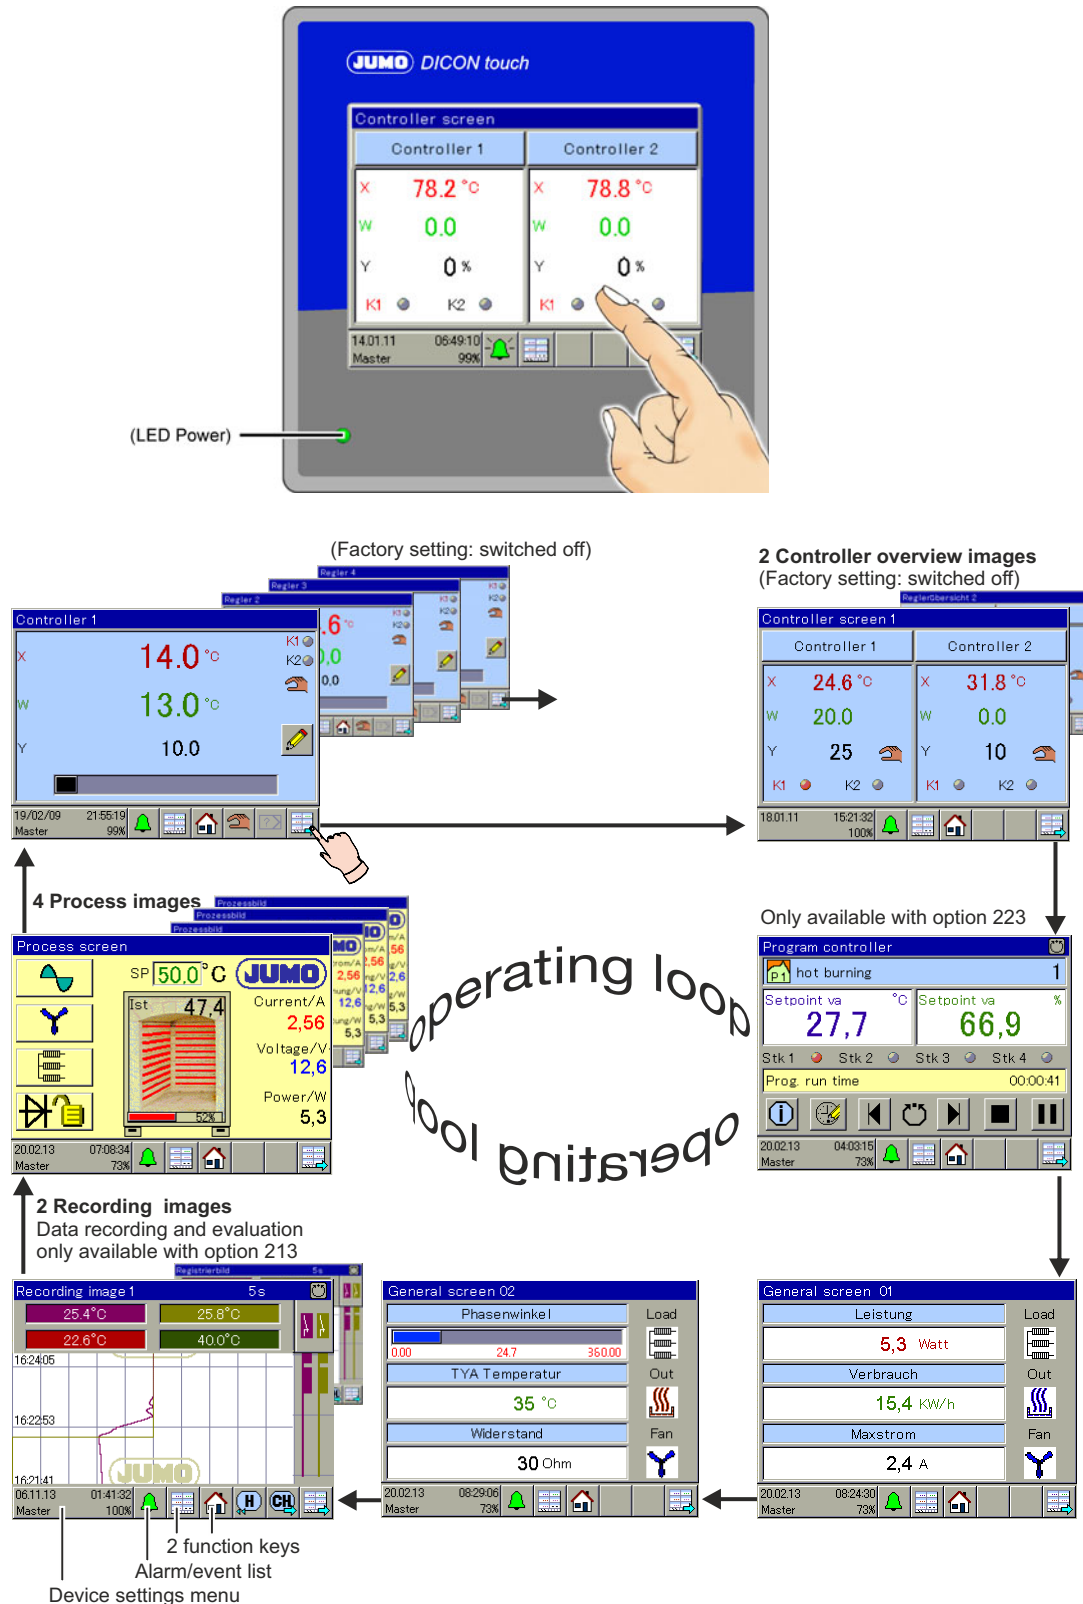 JUMO DICON touch
Controller screen
Controller 1 Controller 2
X 78.2 °C X 78.8 °C
W 0.0 W 0.0
Y 0 % Y 0 %
K1 K2 K1
14.01.11 06:49:10
Master 99%
(LED Power)
(Factory setting: switched off)
Regler 4
Regler 3
Regler 2
Controller 1
X 14.0 °C
K1
K2
W 13.0 °C
Y 10.0
19/02/09 21:55:19
Master 99%
2 Controller overview images
(Factory setting: switched off)
Reglerübersicht 2
Controller screen 1
Controller 1 Controller 2
X 24.6 °C X 31.8 °C
W 20.0 W 0.0
Y 25 Y 10
K1 K2 K1 K2
18.01.11 15:21:32
100%
4 Process images
Prozessbild
Prozessbild
Prozessbild
Process screen
SP 50,0 °C JUMO
Ist 47,4
Current/A
2,56
Voltage/V
12,6
Power/W
5,3
52%
20.02.13 07:08:34
Master 73%
operating loop
operating loop
Only available with option 223
Program controller
P.1 hot burning 1
Setpoint va °C Setpoint va %
27,7 66,9
Stk 1 Stk 2 Stk 3 Stk 4
Prog. run time 00:00:41
20.02.13 04:03:15
Master 73%
2 Recording images
Data recording and evaluation
only available with option 213
Registrierbild 5s
Recording image 1 5s
25.4°C 25.8°C
22.6°C 40.0°C
16:24:05
16:22:53
16:21:41
JUMO
06.11.13 01:41:32
Master 100%
H CH
2 function keys
Alarm/event list
Device settings menu
General screen 02
Phasenwinkel Load
0.00 24.7 360.00
TYA Temperatur Out
35 °C
Widerstand Fan
30 Ohm
20.02.13 08:29:06
Master 73%
General screen 01
Leistung Load
5,3 Watt
Verbrauch Out
15,4 KW/h
Maxstrom Fan
2,4 A
20.02.13 08:24:30
Master 73%